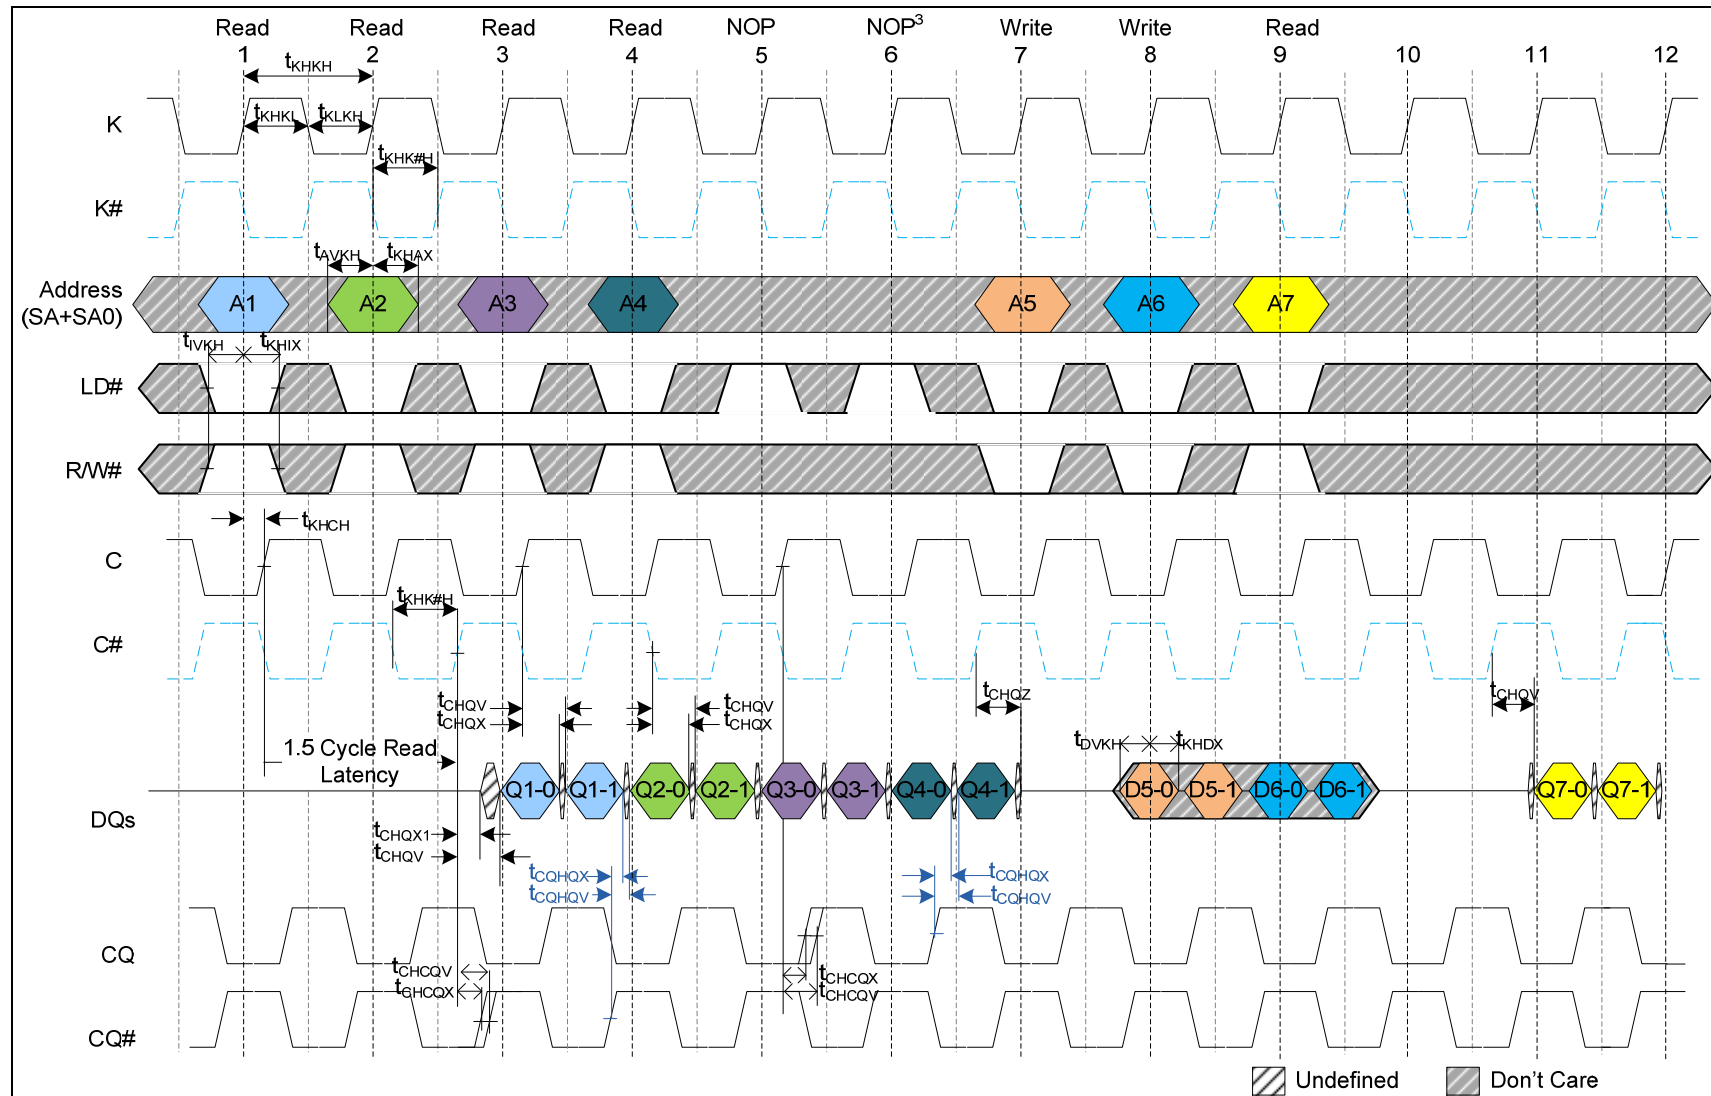 Read Read Read Read NOP NOP3 Write Write Read
1 2 3 4 5 6 7 8 9 10 11 12
tKHKH
K
tKHKL tKLKH
tKHK#H
K#
tAVKH tKHAX
Address
(SA+SA0)
A1 A2 A3 A4 A5 A6 A7
tIVKH tKHIX
LD#
R/W#
tKHCH
C
tKHK#H
C#
tCHQV tCHQV tCHQZ tCHQV
tCHQX tCHQX
tDVKH tKHDX
1.5 Cycle Read
Latency
Q1-0 Q1-1 Q2-0 Q2-1 Q3-0 Q3-1 Q4-0 Q4-1 D5-0 D5-1 D6-0 D6-1 Q7-0 Q7-1
DQs
tCHQX1
tCHQV
tCQHQX tCQHQX
tCQHQV tCQHQV
CQ
tCHCQV tCHCQX
tCHCQX tCHCQV
CQ#
Undefined Don't Care